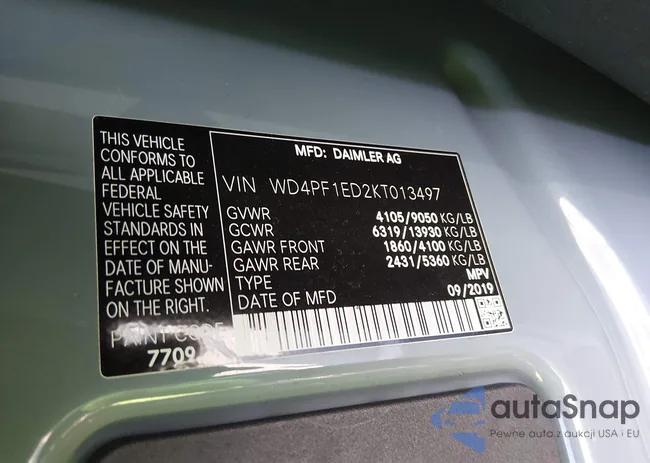 THIS VEHICLE
CONFORMS TO
ALL APPLICABLE
FEDERAL
VEHICLE SAFETY
STANDARDS IN
EFFECT ON THE
DATE OF MANU-
FACTURE SHOWN
ON THE RIGHT.
PAINT CODE
7709
MFD: DAIMLER AG
VIN WD4PF1ED2KT013497
GVWR 4105/9050 KG/LB
GCWR 6319/13930 KG/LB
GAWR FRONT 1860/4100 KG/LB
GAWR REAR 2431/5360 KG/LB
TYPE MPV
DATE OF MFD 09/2019
autaSnap
Pewne auta z aukcji USA i EU